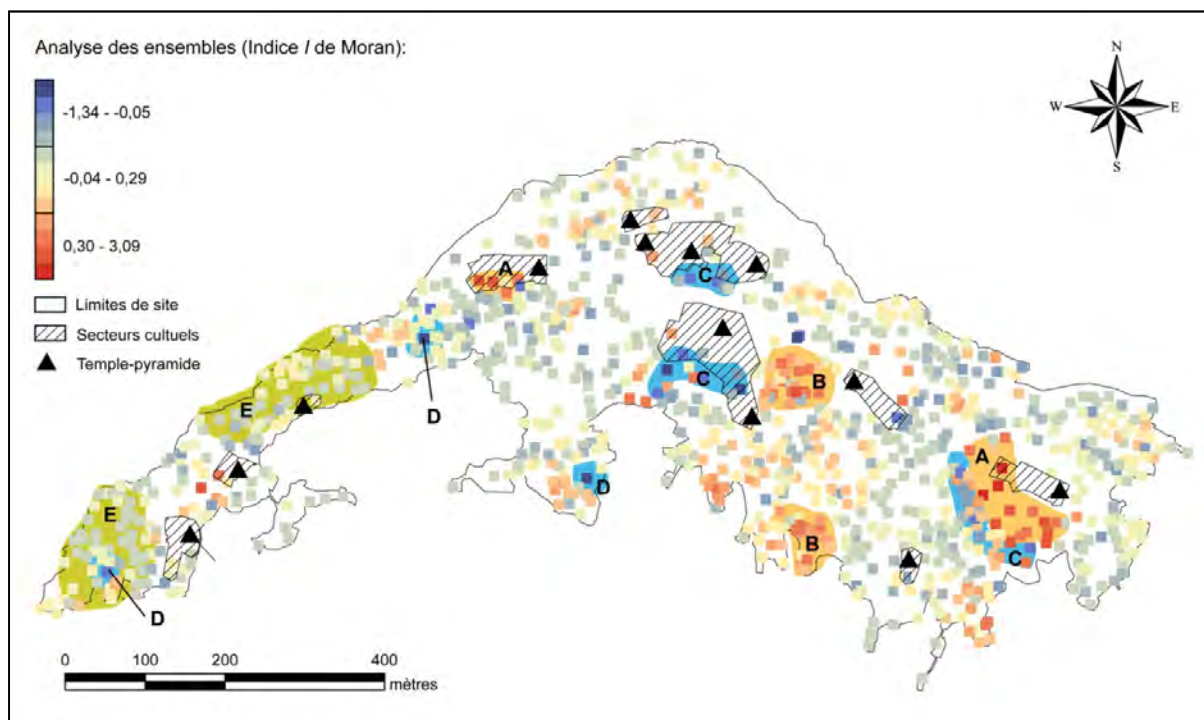 Analyse des ensembles (Indice I de Moran):
-1,34 - -0,05
-0,04 - 0,29
0,30 - 3,09
Limites de site
Secteurs cultuels
Temple-pyramide
N
W E
S
A
C
D
C
B
E
A
D
E
B
C
D
0 100 200 400
mètres